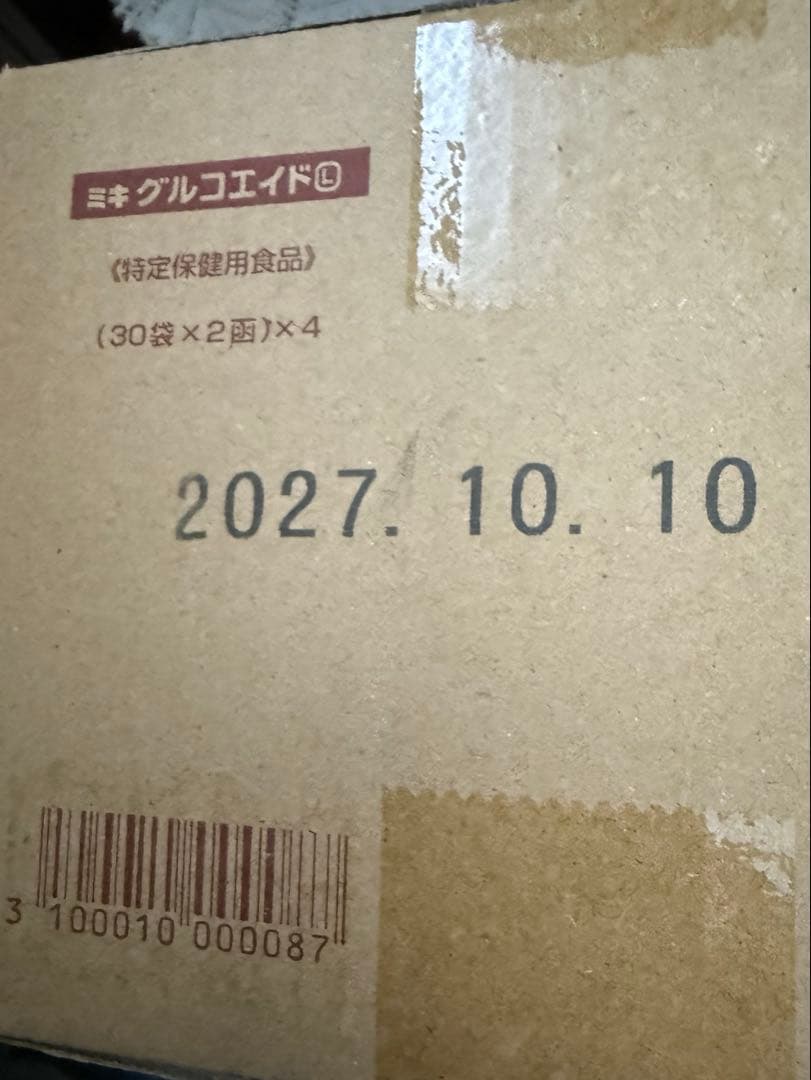 ミキ グルコエイドⓁ
《特定保健用食品》
(30袋×2函)×4
2027. 10. 10
3 100010 000087